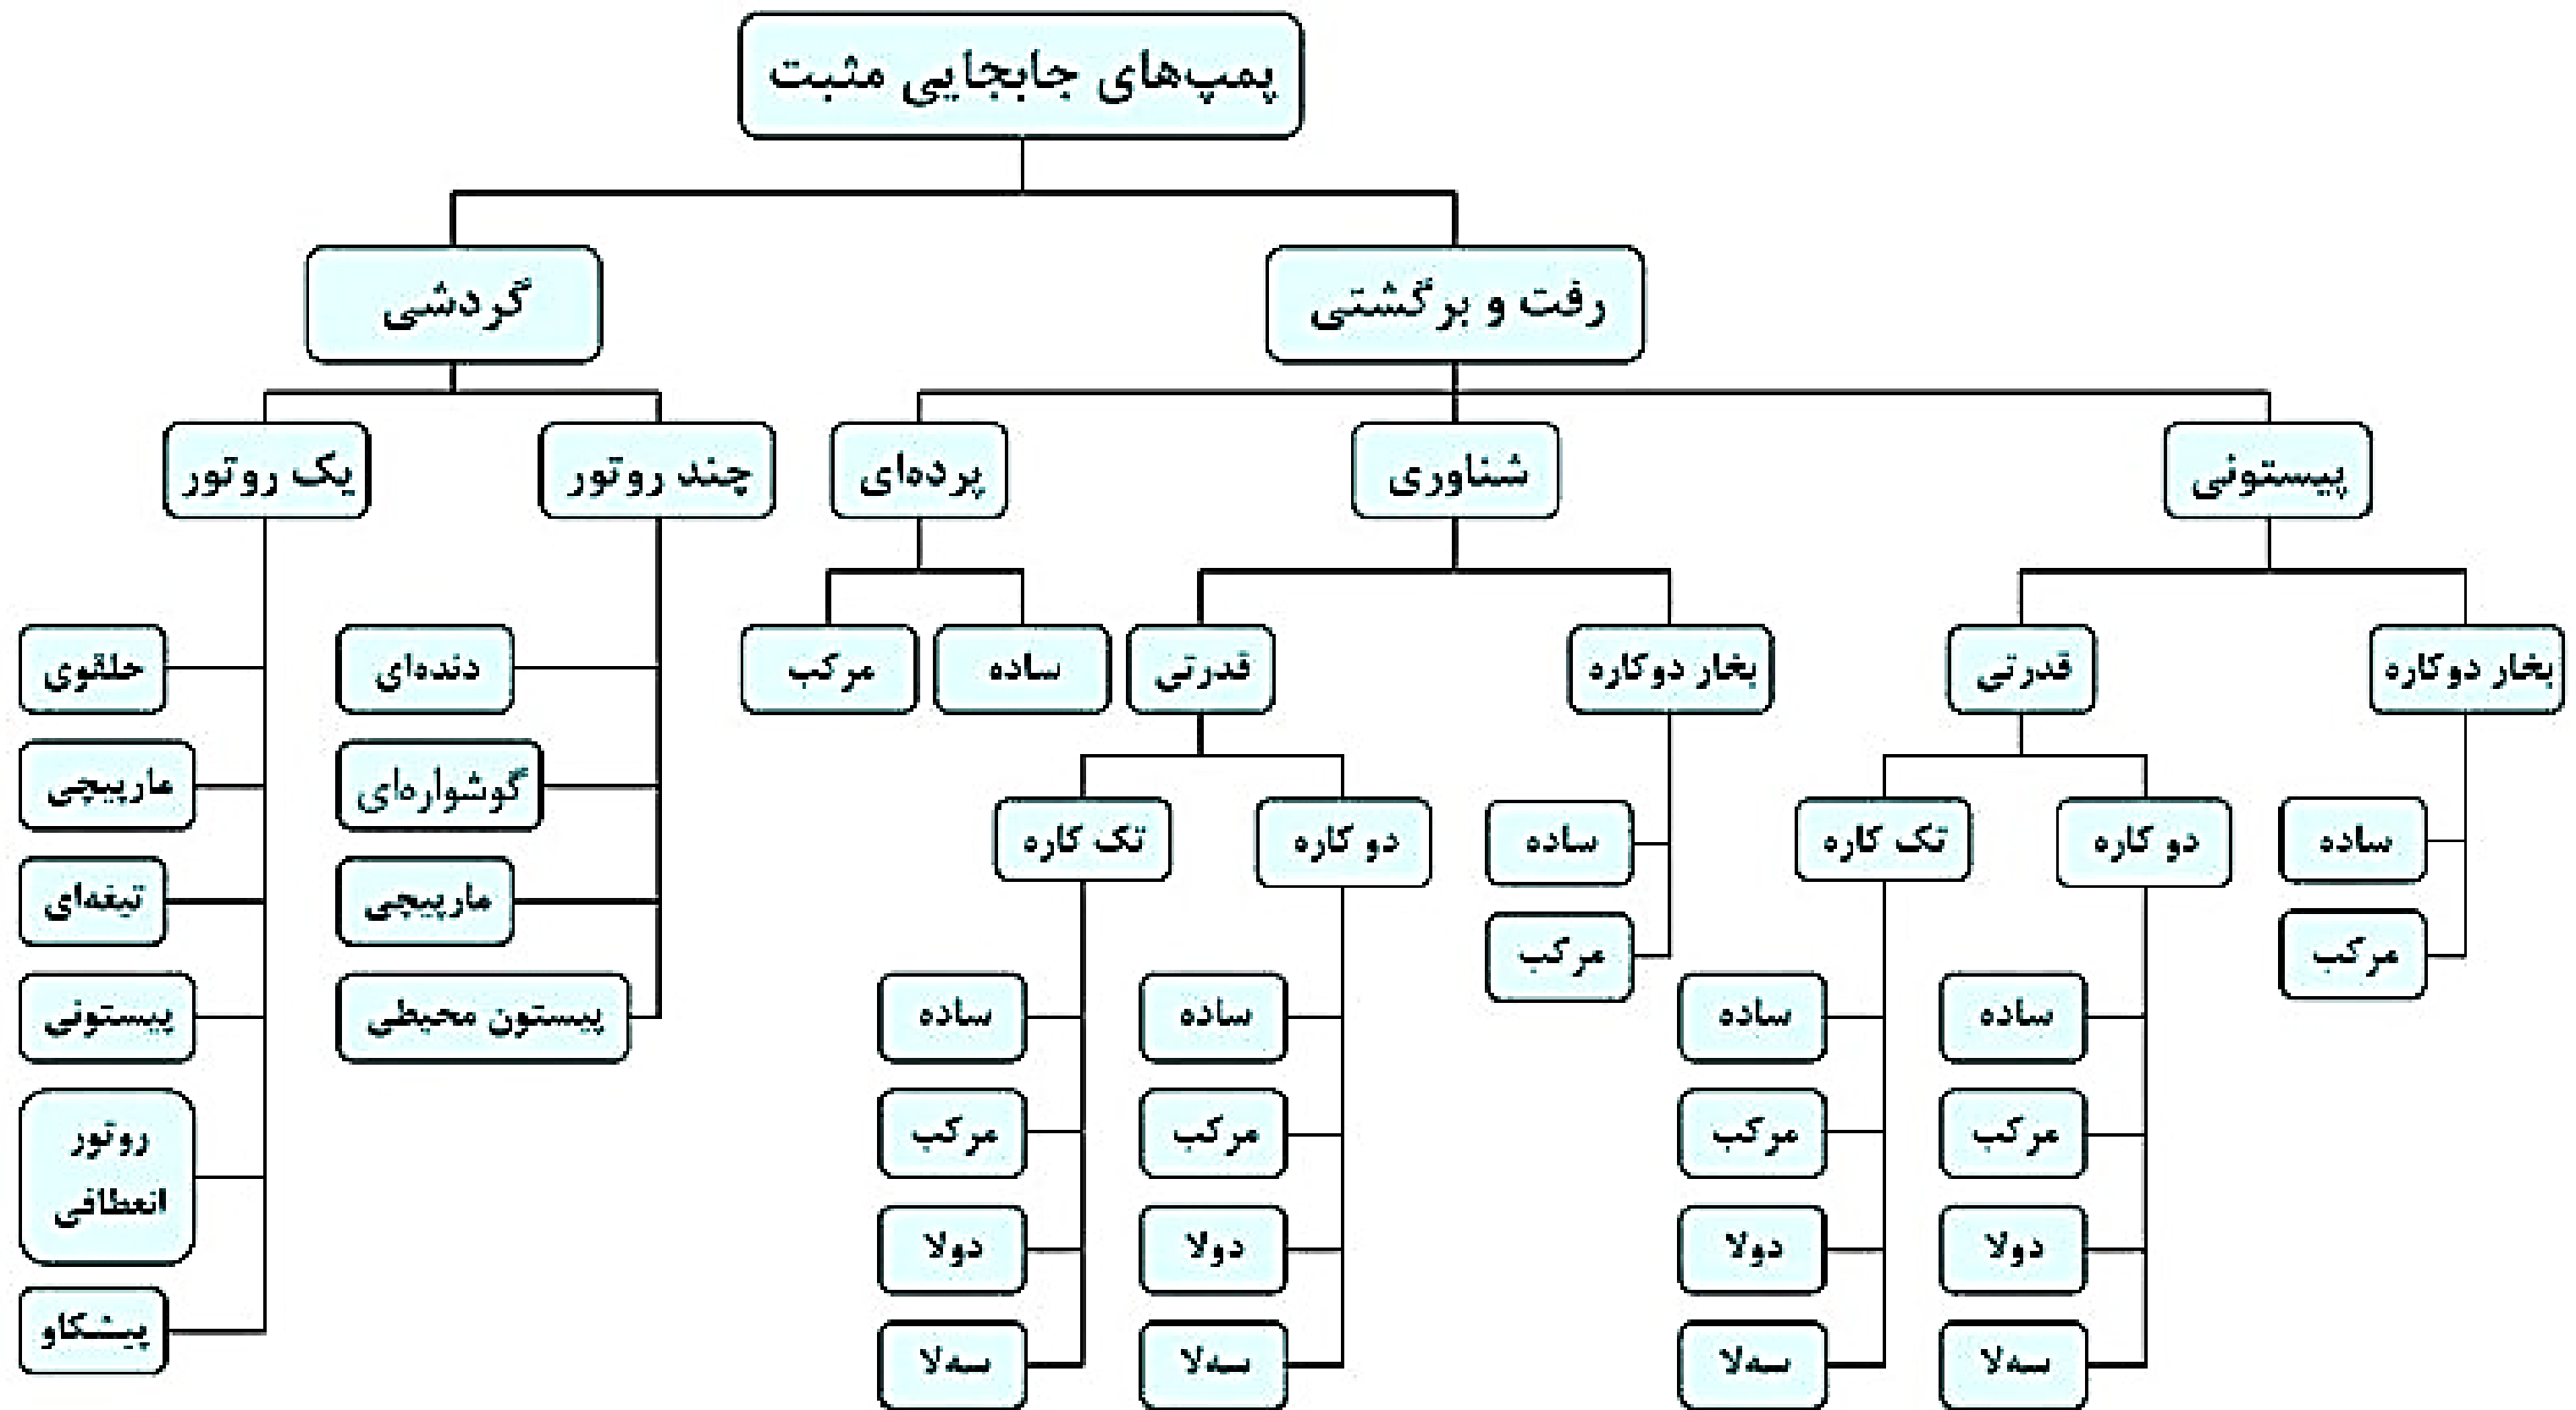 پمپ‌های جابجایی مثبت
رفت و برگشتی
گردشی
پیستونی
شناوری
پرده‌ای
چند روتور
یک روتور
بخار دوکاره
قدرتی
بخار دوکاره
قدرتی
ساده
مرکب
دنده‌ای
حلقوی
گوشواره‌ای
مارپیچی
ساده
دو کاره
تک کاره
ساده
دو کاره
تک کاره
مارپیچی
تیغه‌ای
مرکب
مرکب
ساده
ساده
ساده
ساده
پیستون محیطی
پیستونی
مرکب
مرکب
مرکب
مرکب
روتور
انعطافی
دولا
دولا
دولا
دولا
سه‌لا
سه‌لا
سه‌لا
سه‌لا
پیشکاو